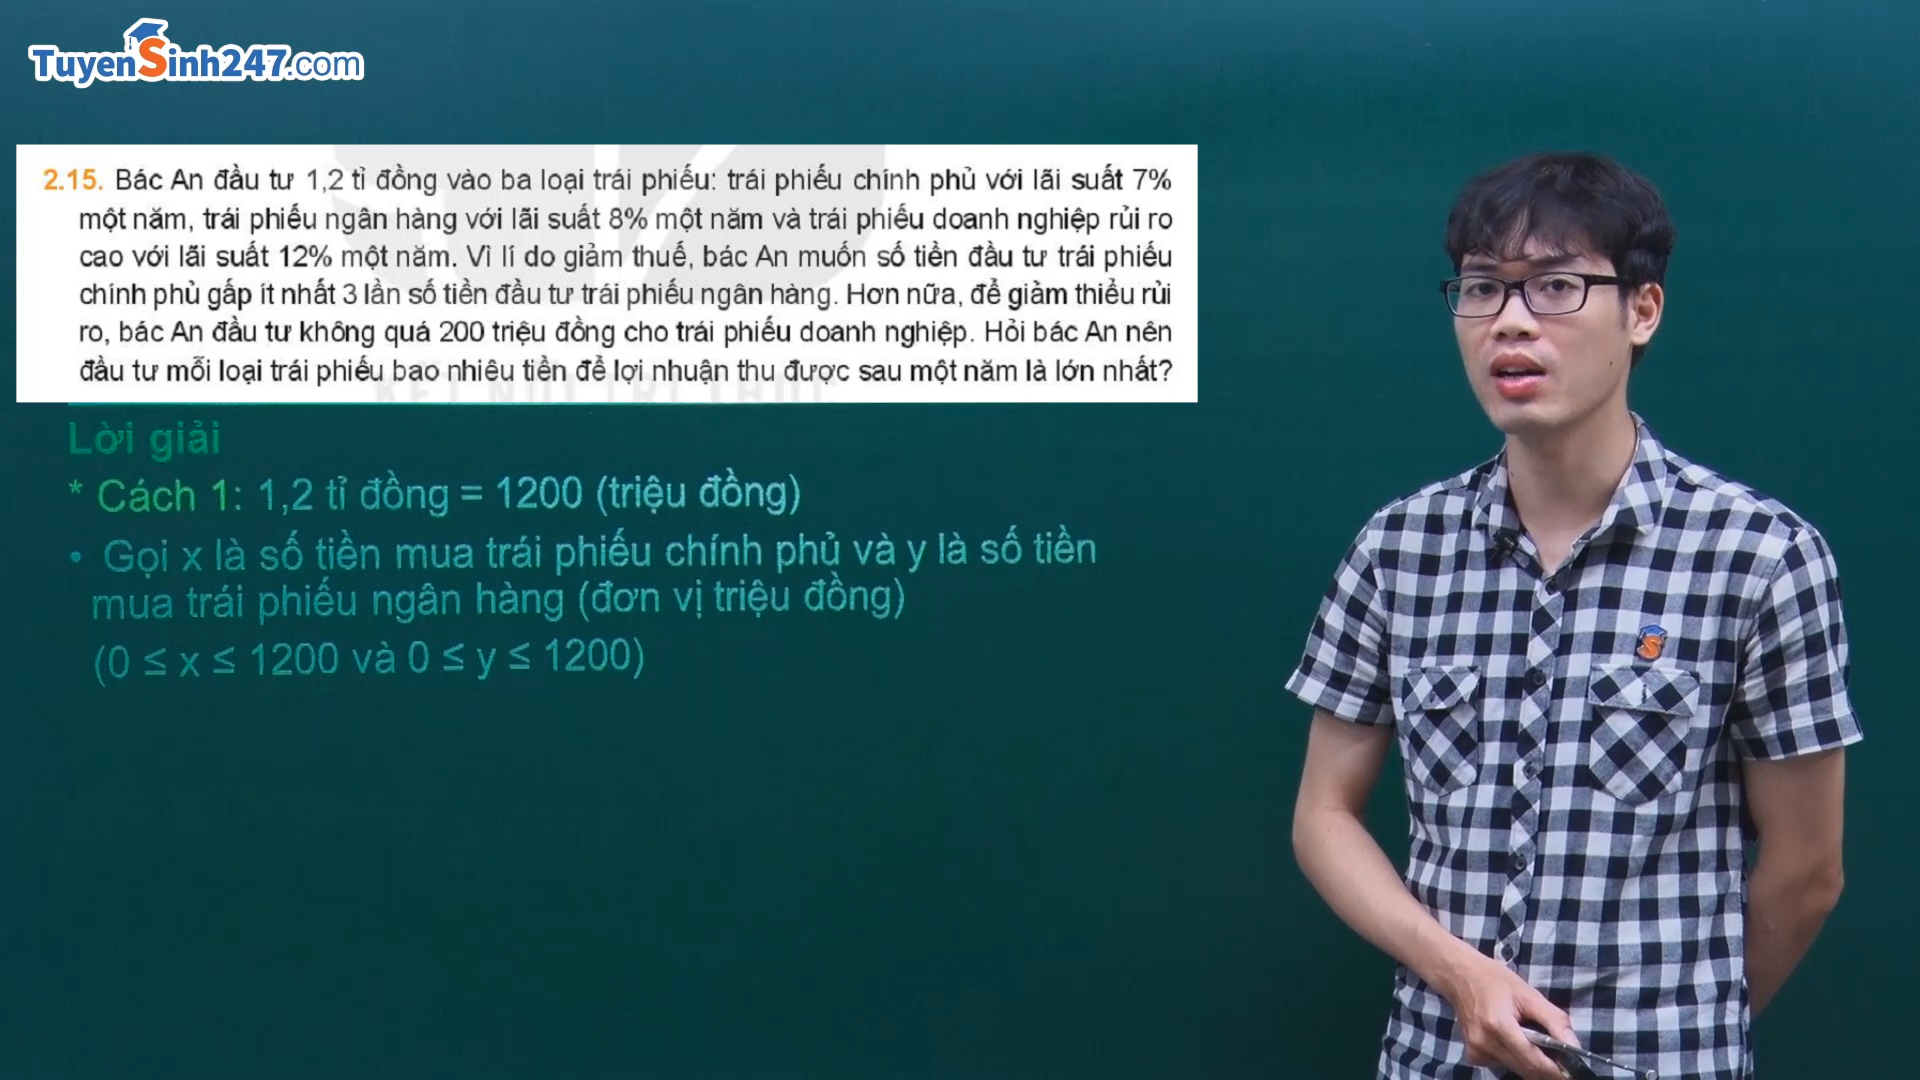 TuyenSinh247.com
2.15. Bác An đầu tư 1,2 tỉ đồng vào ba loại trái phiếu: trái phiếu chính phủ với lãi suất 7%
một năm, trái phiếu ngân hàng với lãi suất 8% một năm và trái phiếu doanh nghiệp rủi ro
cao với lãi suất 12% một năm. Vì lí do giảm thuế, bác An muốn số tiền đầu tư trái phiếu
chính phủ gấp ít nhất 3 lần số tiền đầu tư trái phiếu ngân hàng. Hơn nữa, để giảm thiểu rủi
ro, bác An đầu tư không quá 200 triệu đồng cho trái phiếu doanh nghiệp. Hỏi bác An nên
đầu tư mỗi loại trái phiếu bao nhiêu tiền để lợi nhuận thu được sau một năm là lớn nhất?
KẾT NỐI TRI THỨC
Lời giải
* Cách 1: 1,2 tỉ đồng = 1200 (triệu đồng)
• Gọi x là số tiền mua trái phiếu chính phủ và y là số tiền
mua trái phiếu ngân hàng (đơn vị triệu đồng)
(0 ≤ x ≤ 1200 và 0 ≤ y ≤ 1200)
S